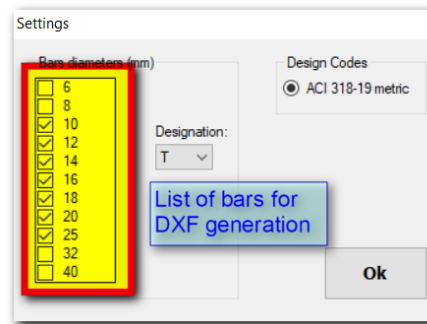 Settings
Bars diameters (mm)
6
8
10
12
14
16
18
20
25
32
40
Designation:
T
Design Codes
ACI 318-19 metric
List of bars for
DXF generation
Ok